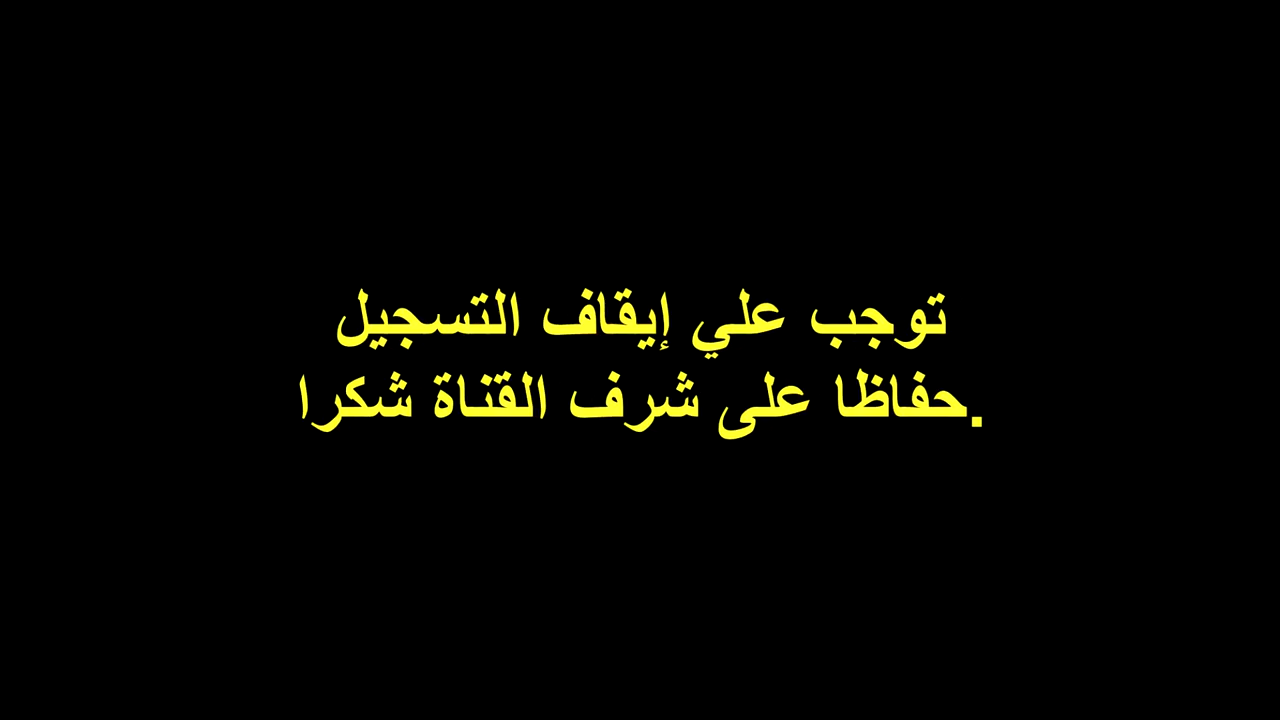 توجب علي إيقاف التسجيل
.حفاظا على شرف القناة شكرا